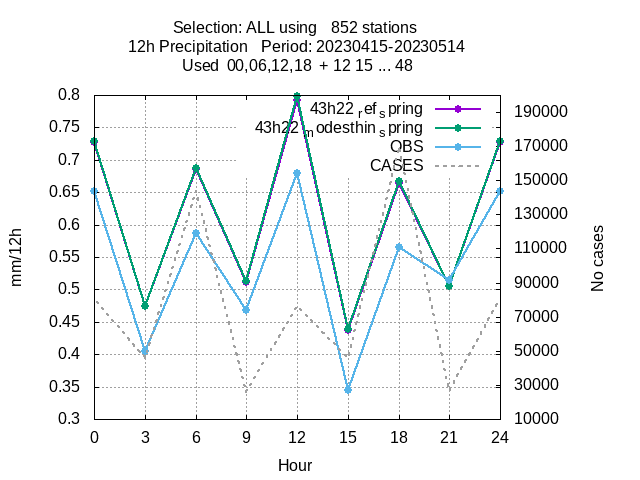 Selection: ALL using 852 stations
12h Precipitation Period: 20230415-20230514
Used 00,06,12,18 + 12 15 ... 48
43h22 ref spring
43h22 modesthin spring
OBS
CASES
0.8
0.75
0.7
0.65
0.6
0.55
0.5
0.45
0.4
0.35
0.3
190000
170000
150000
130000
110000
90000
70000
50000
30000
10000
mm/12h
No cases
0 3 6 9 12 15 18 21 24
Hour